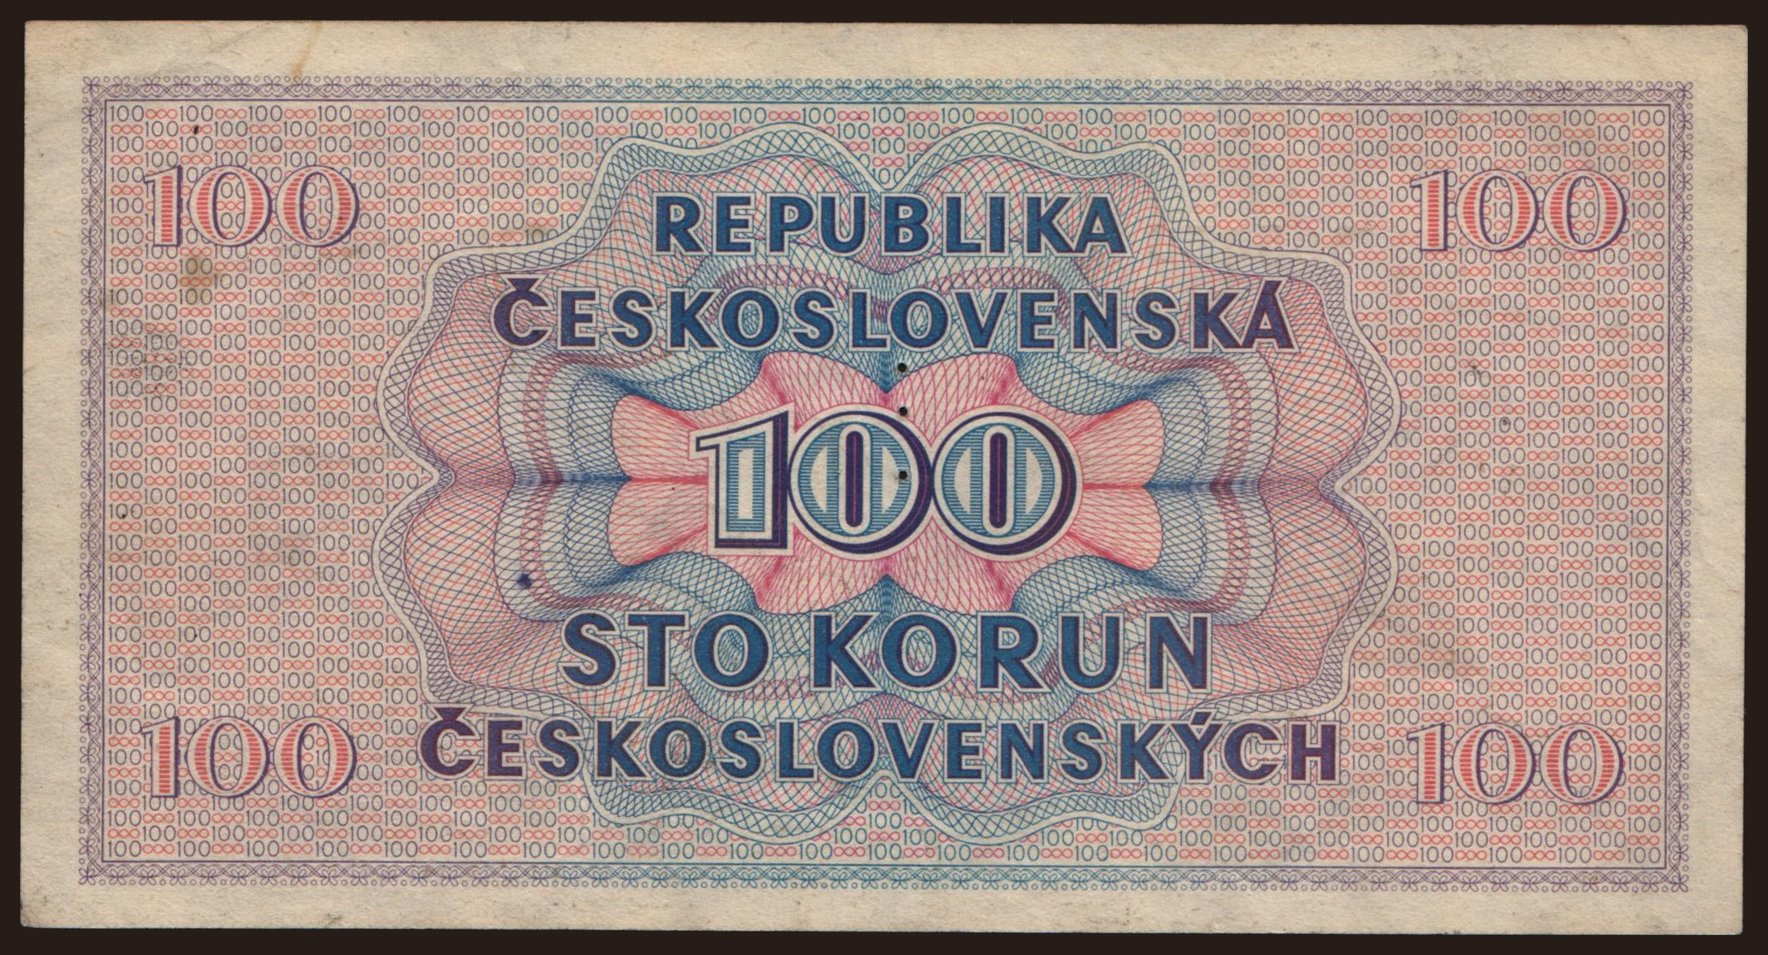 100 100
REPUBLIKA
ČESKOSLOVENSKÁ
100
STO KORUN
ČESKOSLOVENSKÝCH
100 100